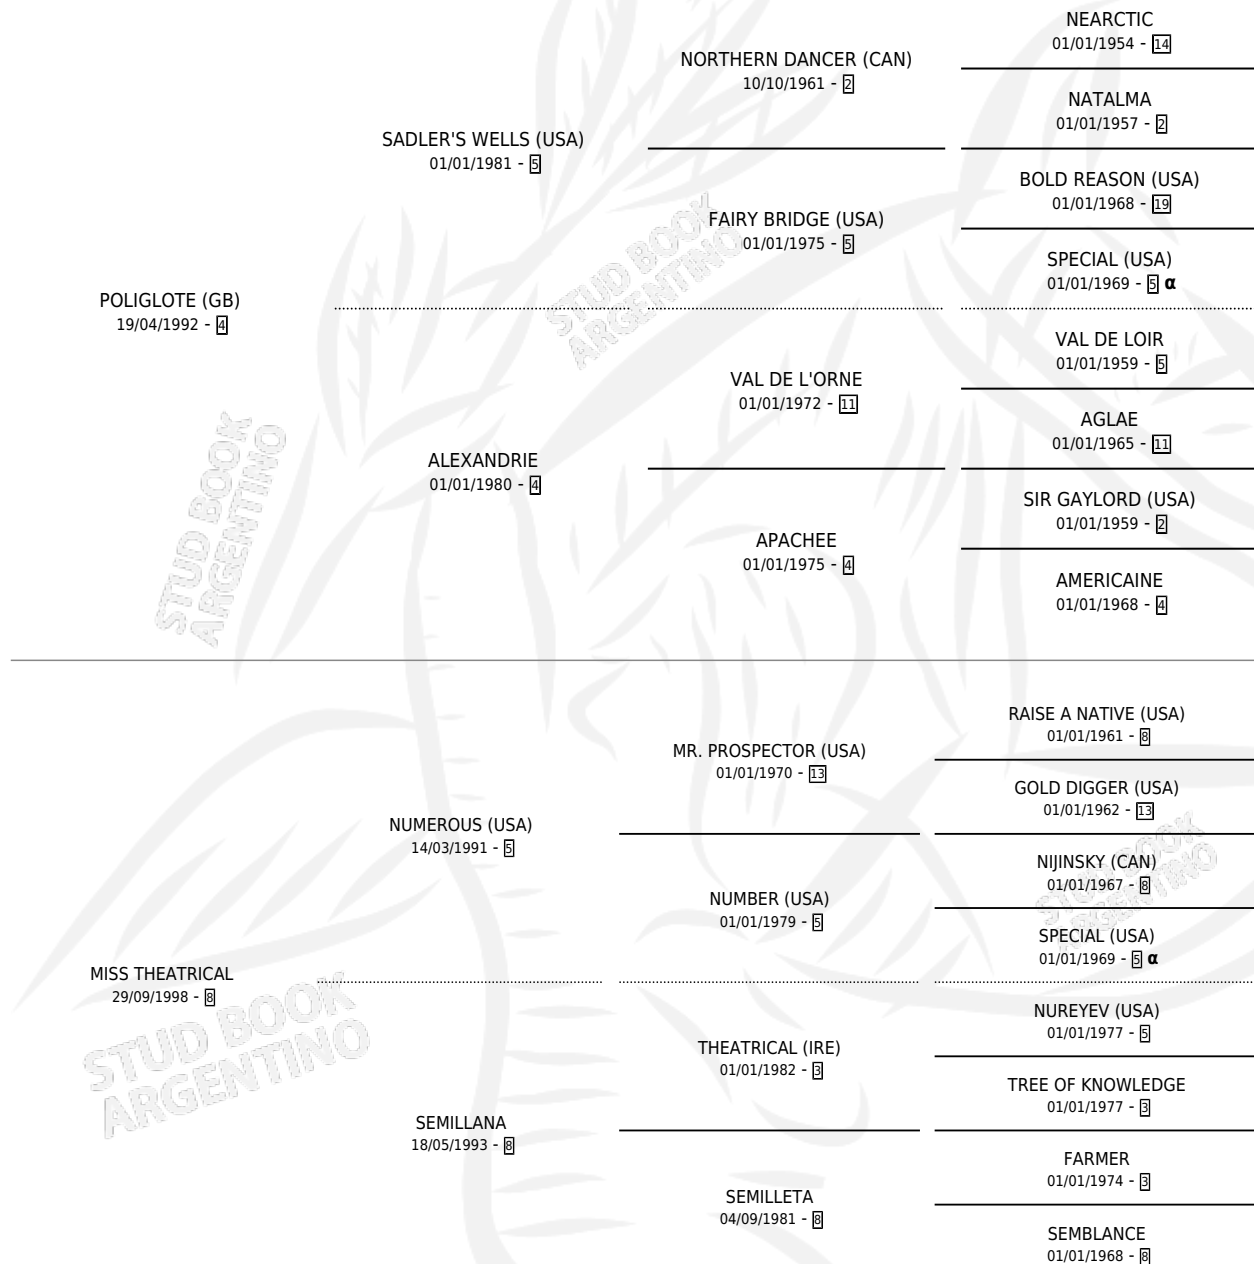 NEARCTIC
01/01/1954 - 14
NORTHERN DANCER (CAN)
10/10/1961 - 2
NATALMA
01/01/1957 - 2
SADLER'S WELLS (USA)
01/01/1981 - 5
BOLD REASON (USA)
01/01/1968 - 19
FAIRY BRIDGE (USA)
01/01/1975 - 5
SPECIAL (USA)
01/01/1969 - 5 α
POLIGLOTE (GB)
19/04/1992 - 4
VAL DE LOIR
01/01/1959 - 5
VAL DE L'ORNE
01/01/1972 - 11
AGLAE
01/01/1965 - 11
ALEXANDRIE
01/01/1980 - 4
SIR GAYLORD (USA)
01/01/1959 - 2
APACHEE
01/01/1975 - 4
AMERICAINE
01/01/1968 - 4
RAISE A NATIVE (USA)
01/01/1961 - 8
MR. PROSPECTOR (USA)
01/01/1970 - 13
GOLD DIGGER (USA)
01/01/1962 - 13
NUMEROUS (USA)
14/03/1991 - 5
NIJINSKY (CAN)
01/01/1967 - 8
NUMBER (USA)
01/01/1979 - 5
SPECIAL (USA)
01/01/1969 - 5 α
MISS THEATRICAL
29/09/1998 - 8
NUREYEV (USA)
01/01/1977 - 5
THEATRICAL (IRE)
01/01/1982 - 3
TREE OF KNOWLEDGE
01/01/1977 - 3
SEMILLANA
18/05/1993 - 8
FARMER
01/01/1974 - 3
SEMILLETA
04/09/1981 - 8
SEMBLANCE
01/01/1968 - 8
STUD BOOK
ARGENTINO
STUD BOOK
ARGENTINO
STUD BOOK
ARGENTINO
STUD BOOK
ARGENTINO